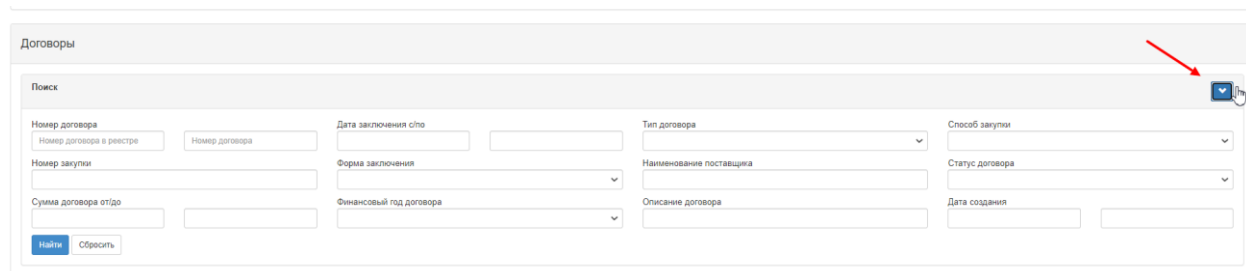 Договоры
Поиск
Номер договора Дата заключения с/по Тип договора Способ закупки
Номер договора в реестре Номер договора
Номер закупки Форма заключения Наименование поставщика Статус договора
Сумма договора от/до Финансовый год договора Описание договора Дата создания
Найти Сбросить